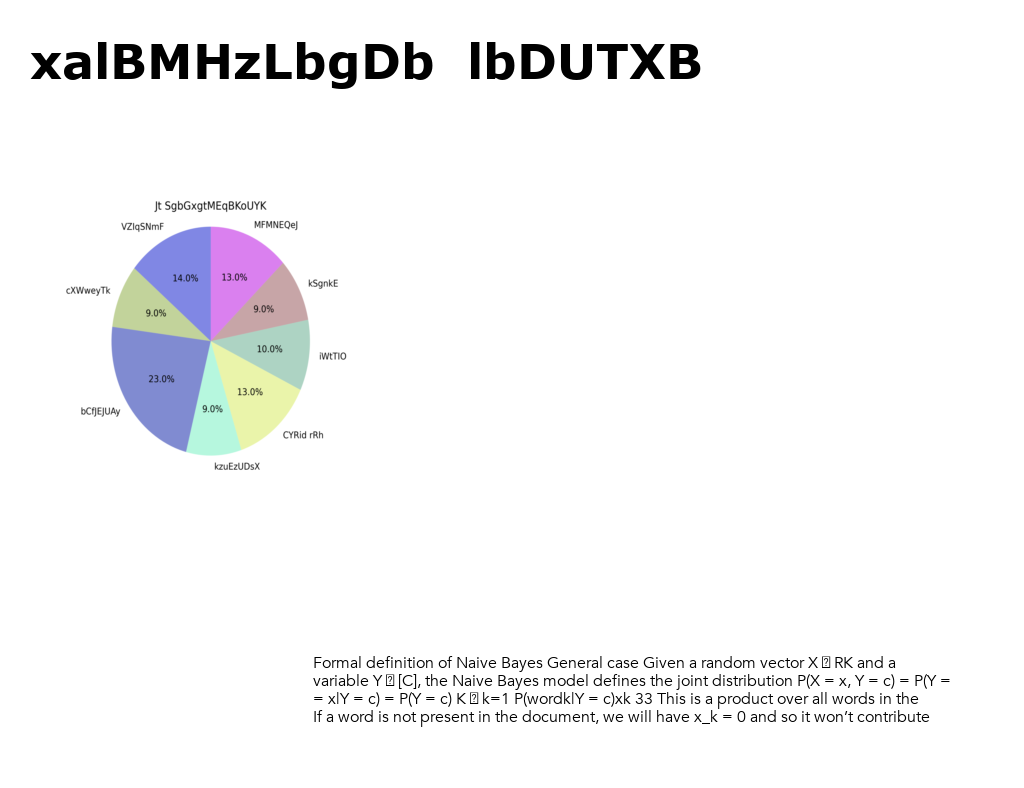 xalBMHzLbgDb lbDUTXB
Jt SgbGxgtMEqBKoUYK
VZIqSNmF
MFMNEQeJ
cXWweyTk
kSgnkE
14.0%
13.0%
9.0%
9.0%
10.0%
iWtTIO
23.0%
13.0%
bCfJEJUAy
9.0%
CYRid rRh
kzuEzUDsX
Formal definition of Naive Bayes General case Given a random vector X ⍰ RK and a
variable Y ⍰ [C], the Naive Bayes model defines the joint distribution P(X = x, Y = c) = P(Y =
= x|Y = c) = P(Y = c) K ⍰ k=1 P(wordk|Y = c)xk 33 This is a product over all words in the
If a word is not present in the document, we will have x_k = 0 and so it won’t contribute